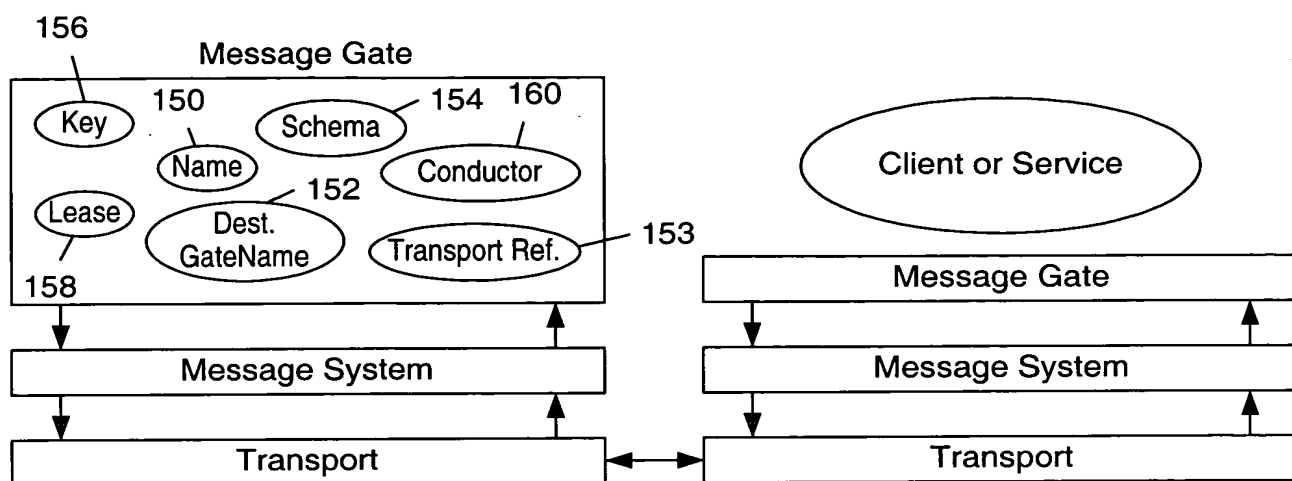 156
Message Gate
150
154
160
Key
Schema
Name
Conductor
Client or Service
152
Lease
Dest.
GateName
Transport Ref.
153
158
Message Gate
Message System
Message System
Transport
Transport